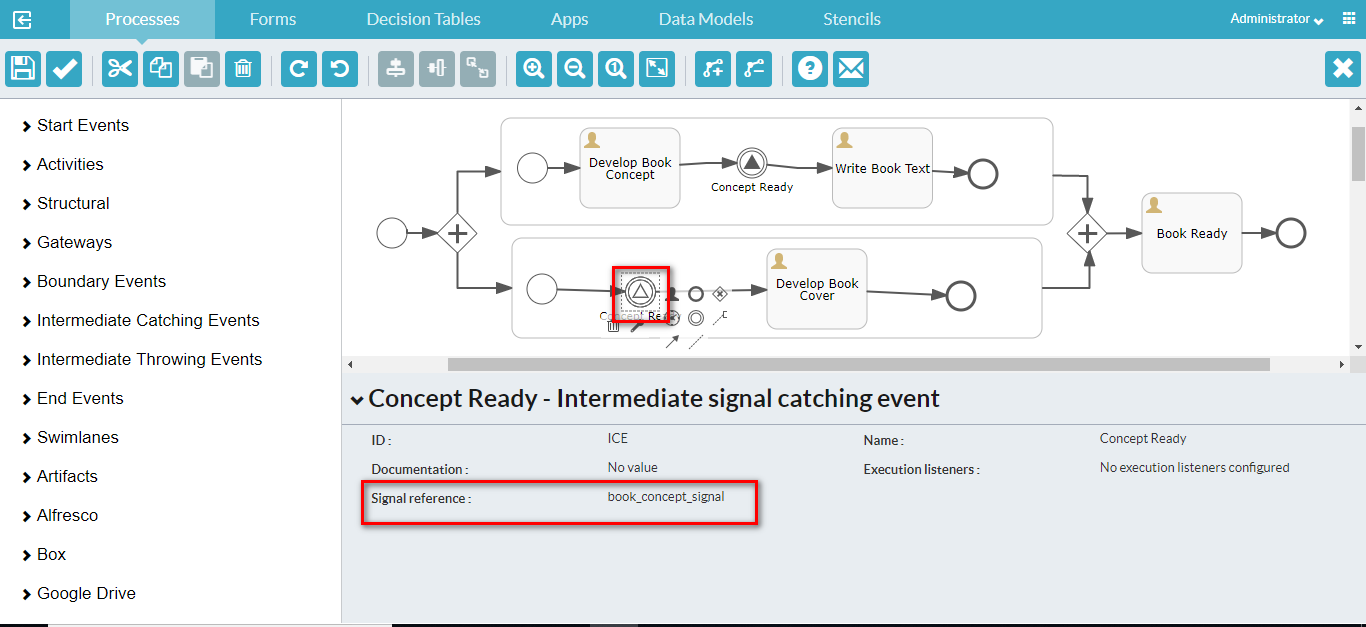 Processes
Forms
Decision Tables
Apps
Data Models
Stencils
Administrator
1
?
Start Events
Activities
Structural
Gateways
Boundary Events
Intermediate Catching Events
Intermediate Throwing Events
End Events
Swimlanes
Artifacts
Alfresco
Box
Google Drive
Develop Book
Concept
Concept Ready
Write Book Text
Book Ready
Develop Book
Cover
Concept Ready - Intermediate signal catching event
ID :
ICE
Name :
Concept Ready
Documentation :
No value
Execution listeners :
No execution listeners configured
Signal reference :
book_concept_signal